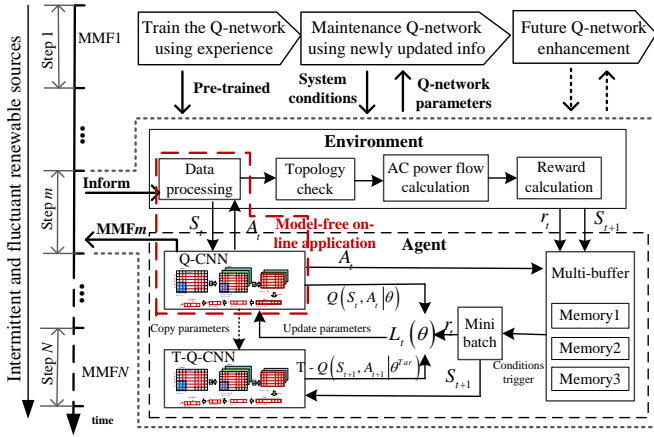 Intermittent and fluctuant renewable sources
Step 1
MMF1
Step m
Step N
MMFN
time
Train the Q-network
using experience
Maintenance Q-network
using newly updated info
Future Q-network
enhancement
Pre-trained
System
conditions
Q-network
parameters
Environment
Data
processing
Topology
check
AC power flow
calculation
Reward
calculation
Inform
MMFm
S_t
A_t
Model-free on-
line application
r_t
S_{t+1}
Agent
Q-CNN
A_t
Q(S_t, A_t|θ)
Multi-buffer
Memory1
Memory2
Memory3
Copy parameters
Update parameters
L_t(θ)
r_t
Mini
batch
Conditions
trigger
T-Q-CNN
T - Q(S_{t+1}, A_{t+1}|θ^{Tar})
S_{t+1}